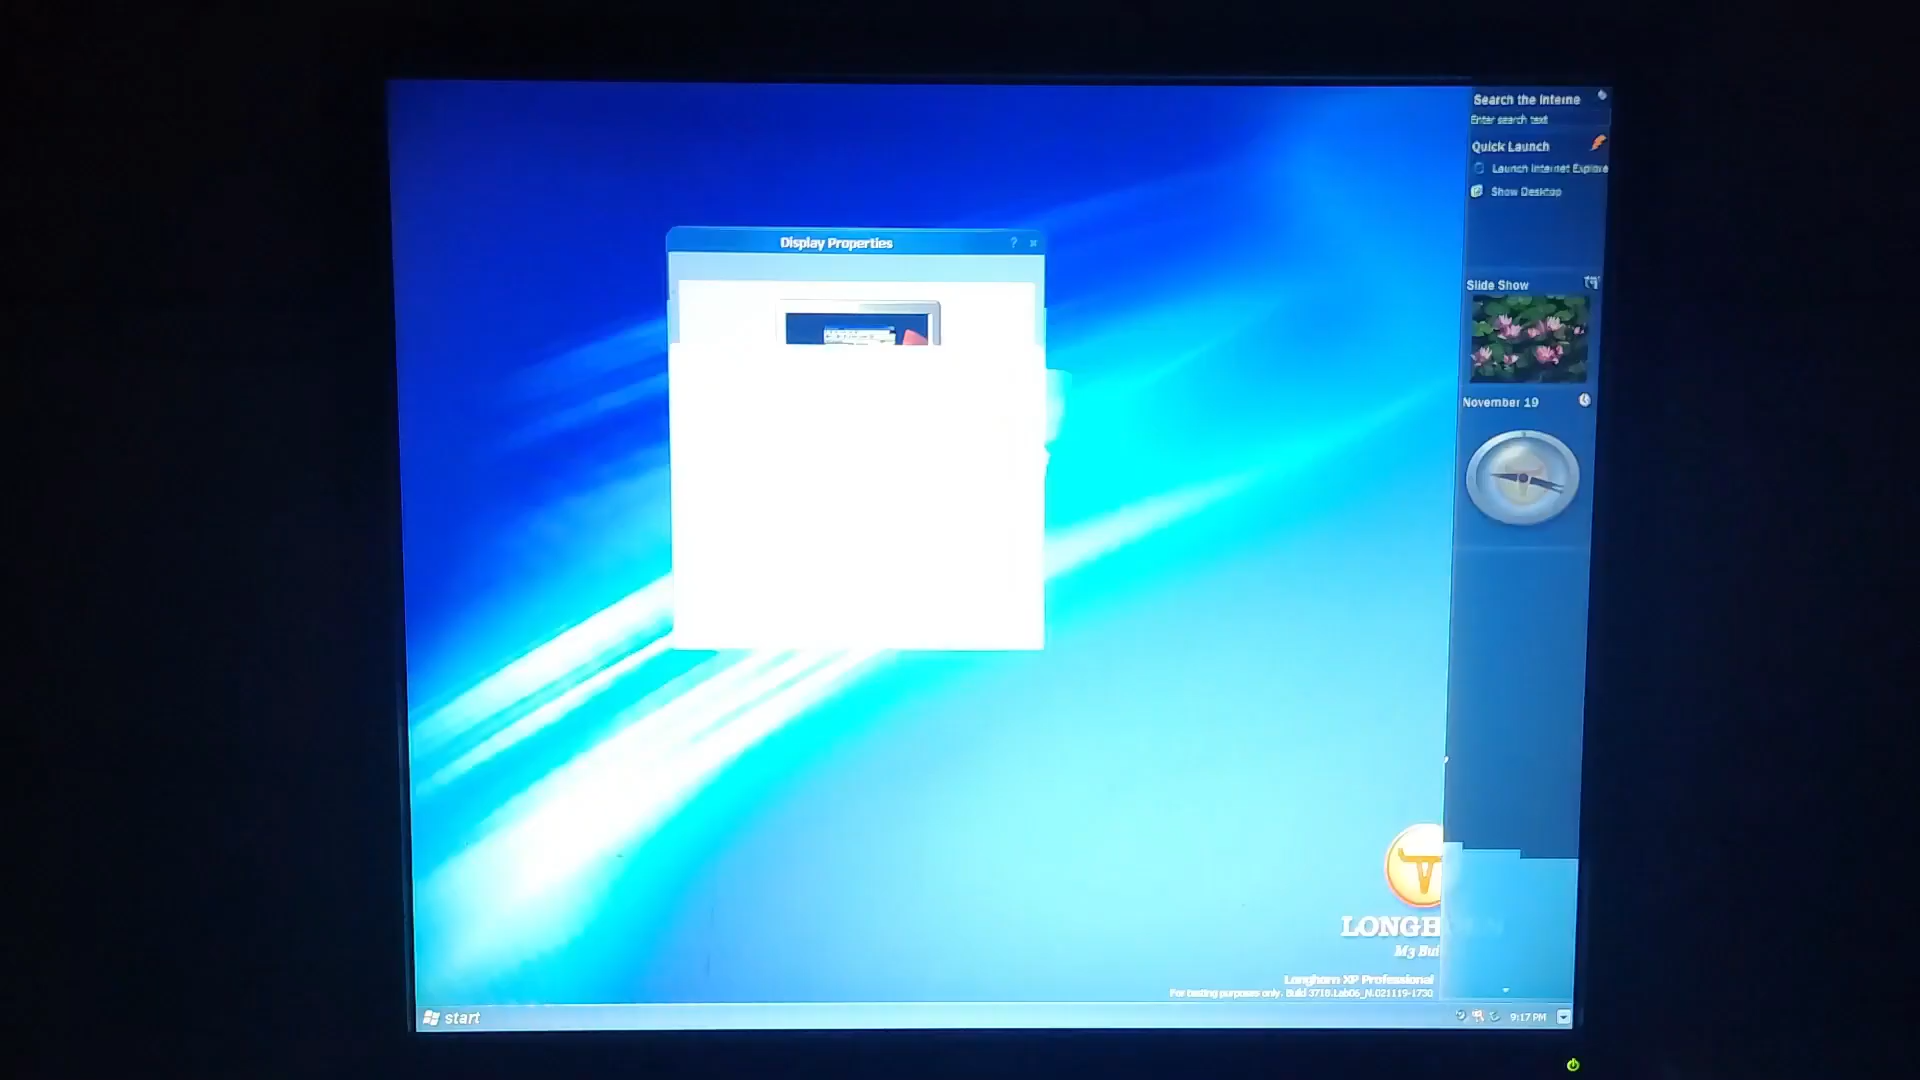 Search the Interne
Enter search text
Quick Launch
Launch Internet Explore
Show Desktop
Display Properties
Slide Show
November 19
LONGH
M3 Bui
Longhorn XP Professional
For testing purposes only. Build 3718.Lab06_N.021119-1730
start
9:17 PM